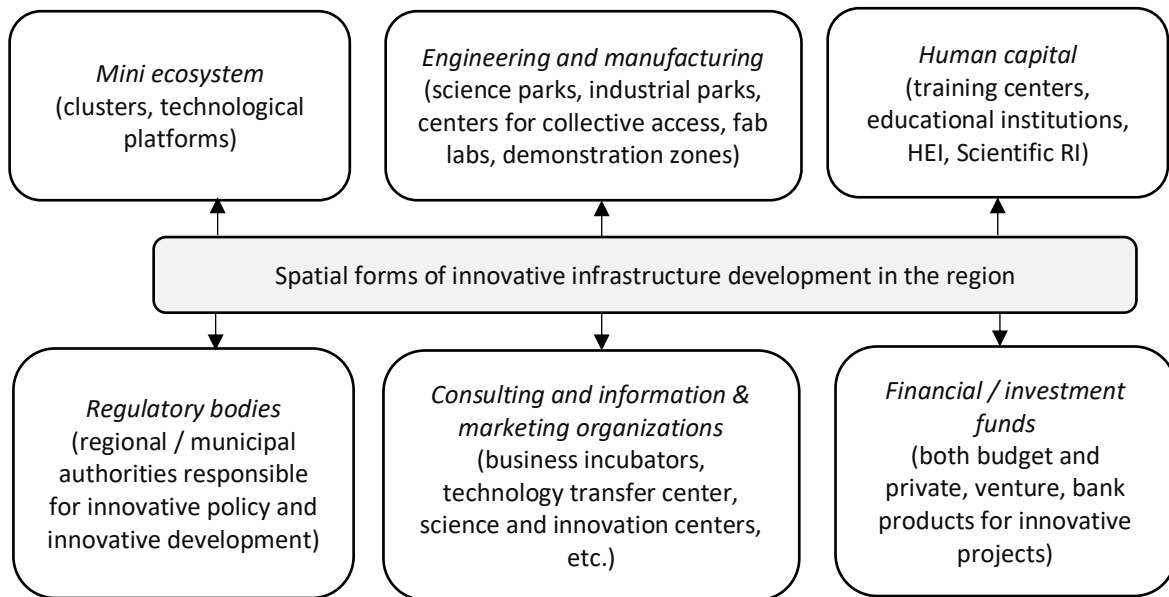 Mini ecosystem
(clusters, technological
platforms)
Engineering and manufacturing
(science parks, industrial parks,
centers for collective access, fab
labs, demonstration zones)
Human capital
(training centers,
educational institutions,
HEI, Scientific RI)
Spatial forms of innovative infrastructure development in the region
Regulatory bodies
(regional / municipal
authorities responsible
for innovative policy and
innovative development)
Consulting and information &
marketing organizations
(business incubators,
technology transfer center,
science and innovation centers,
etc.)
Financial / investment
funds
(both budget and
private, venture, bank
products for innovative
projects)